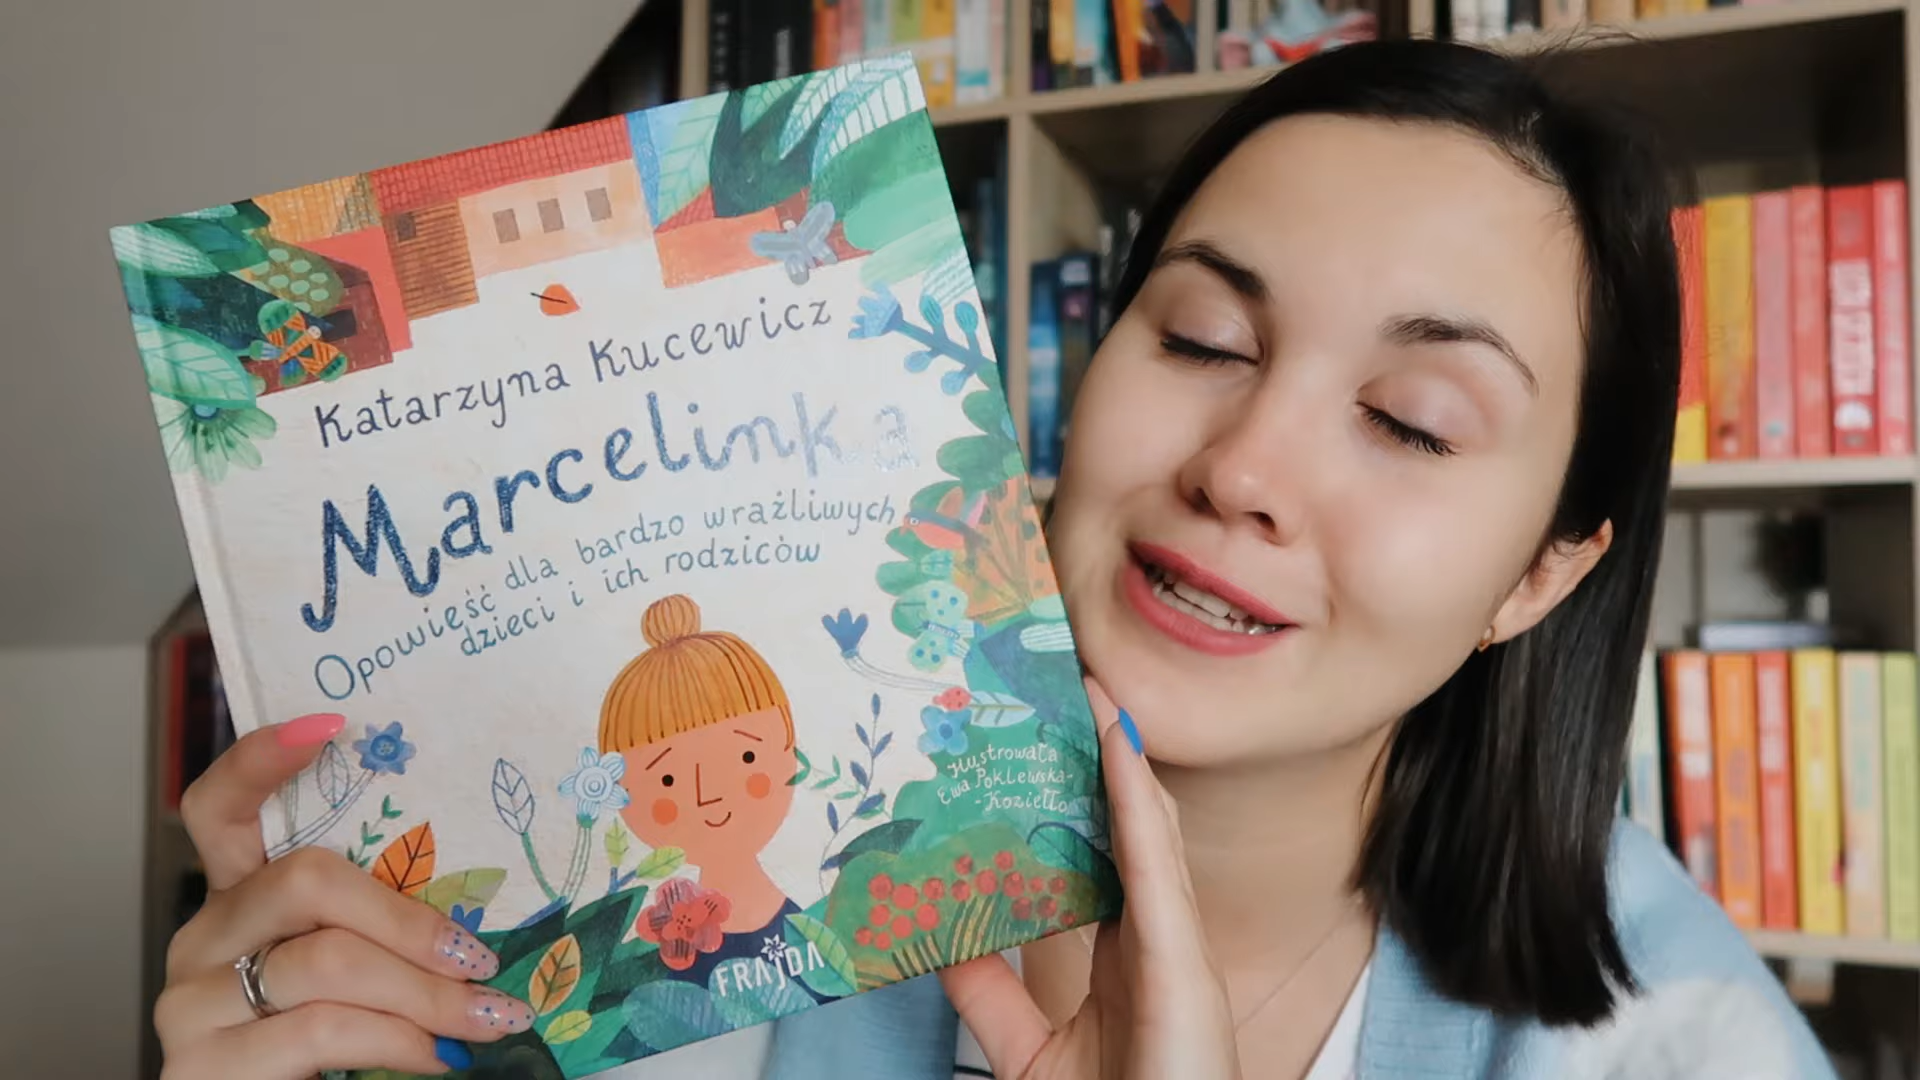 Katarzyna Kucewicz
Marcelinka
Opowieść dla bardzo wrażliwych
dzieci i ich rodziców
Ilustrowała
Ewa Poklewska-
-Koziełło
FRAJDA